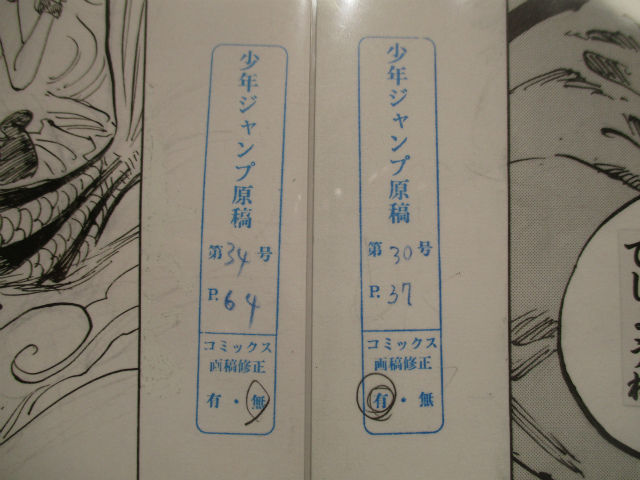 少年ジャンプ原稿
第34号
P.64
コミックス
画稿修正
有・無
少年ジャンプ原稿
第30号
P.37
コミックス
画稿修正
有・無